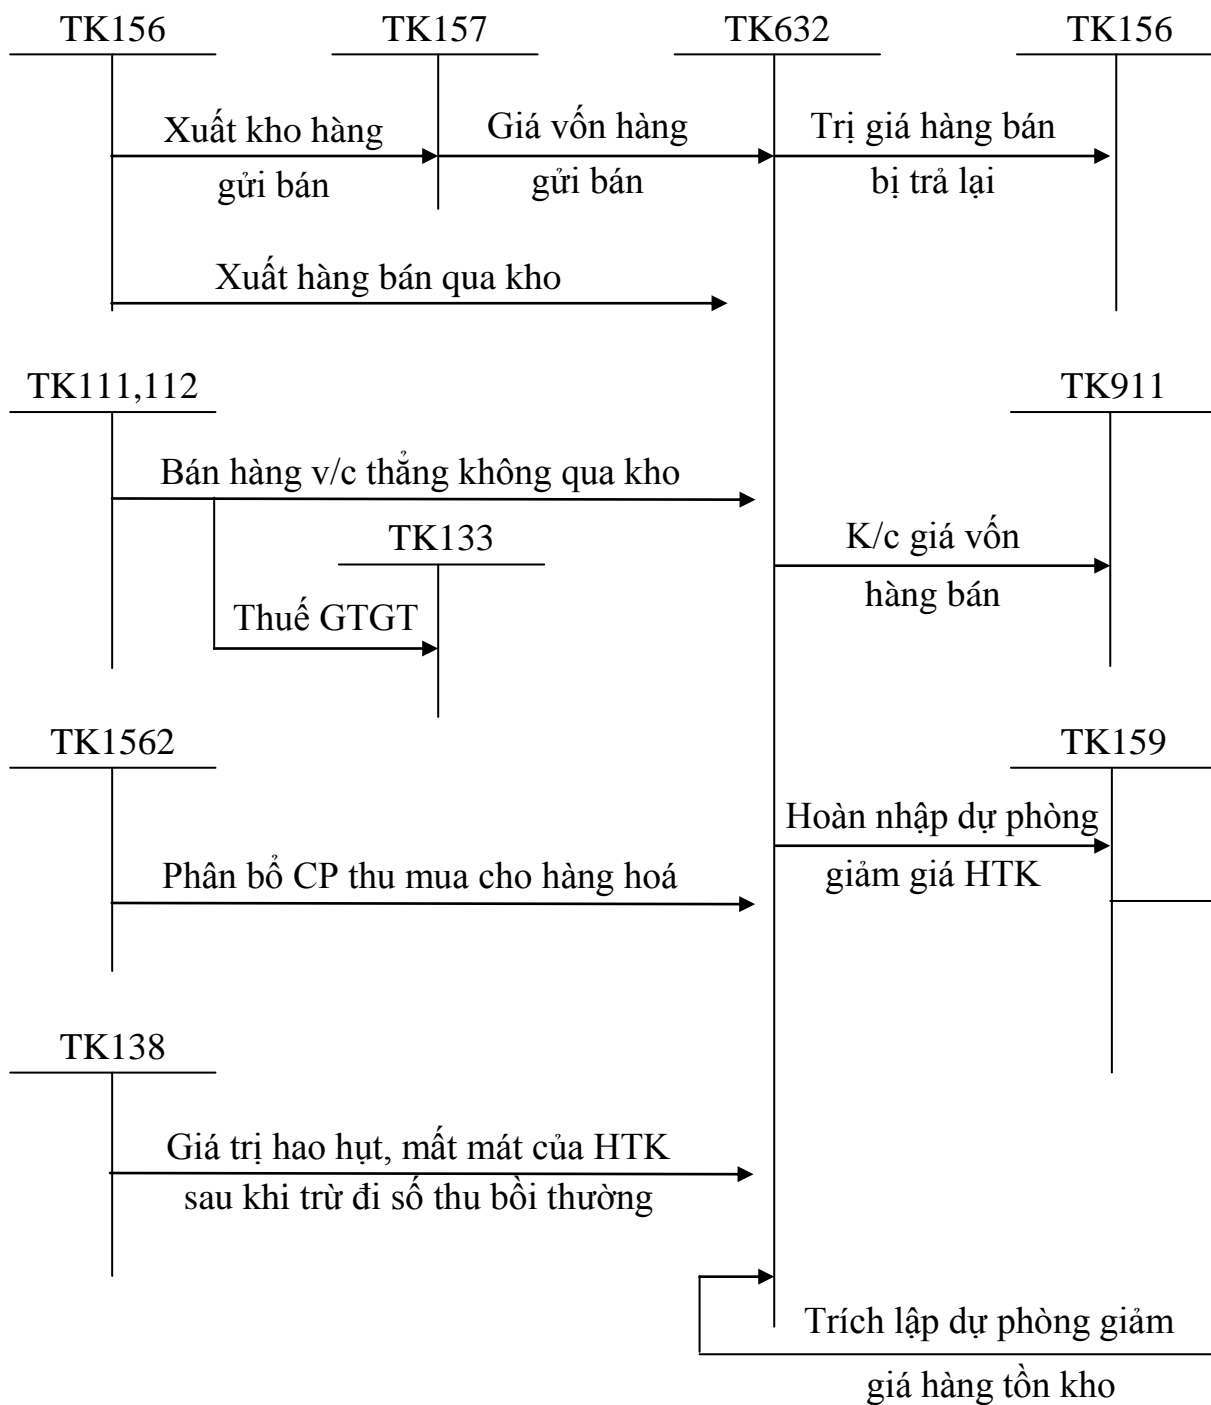 TK156 TK157 TK632 TK156
Xuất kho hàng
gửi bán
Giá vốn hàng
gửi bán
Trị giá hàng bán
bị trả lại
Xuất hàng bán qua kho
TK111,112
TK911
Bán hàng v/c thẳng không qua kho
TK133
Thuế GTGT
K/c giá vốn
hàng bán
TK1562
TK159
Hoàn nhập dự phòng
giảm giá HTK
Phân bổ CP thu mua cho hàng hoá
TK138
Giá trị hao hụt, mất mát của HTK
sau khi trừ đi số thu bồi thường
Trích lập dự phòng giảm
giá hàng tồn kho